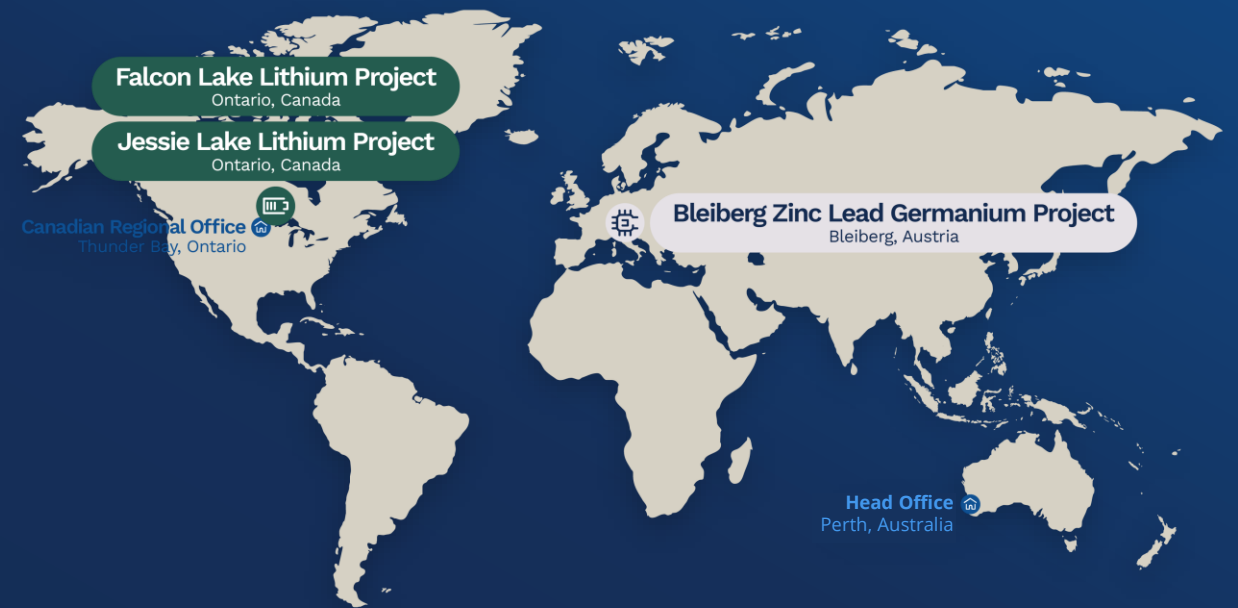 Falcon Lake Lithium Project
Ontario, Canada
Jessie Lake Lithium Project
Ontario, Canada
Canadian Regional Office
Thunder Bay, Ontario
Bleiberg Zinc Lead Germanium Project
Bleiberg, Austria
Head Office
Perth, Australia